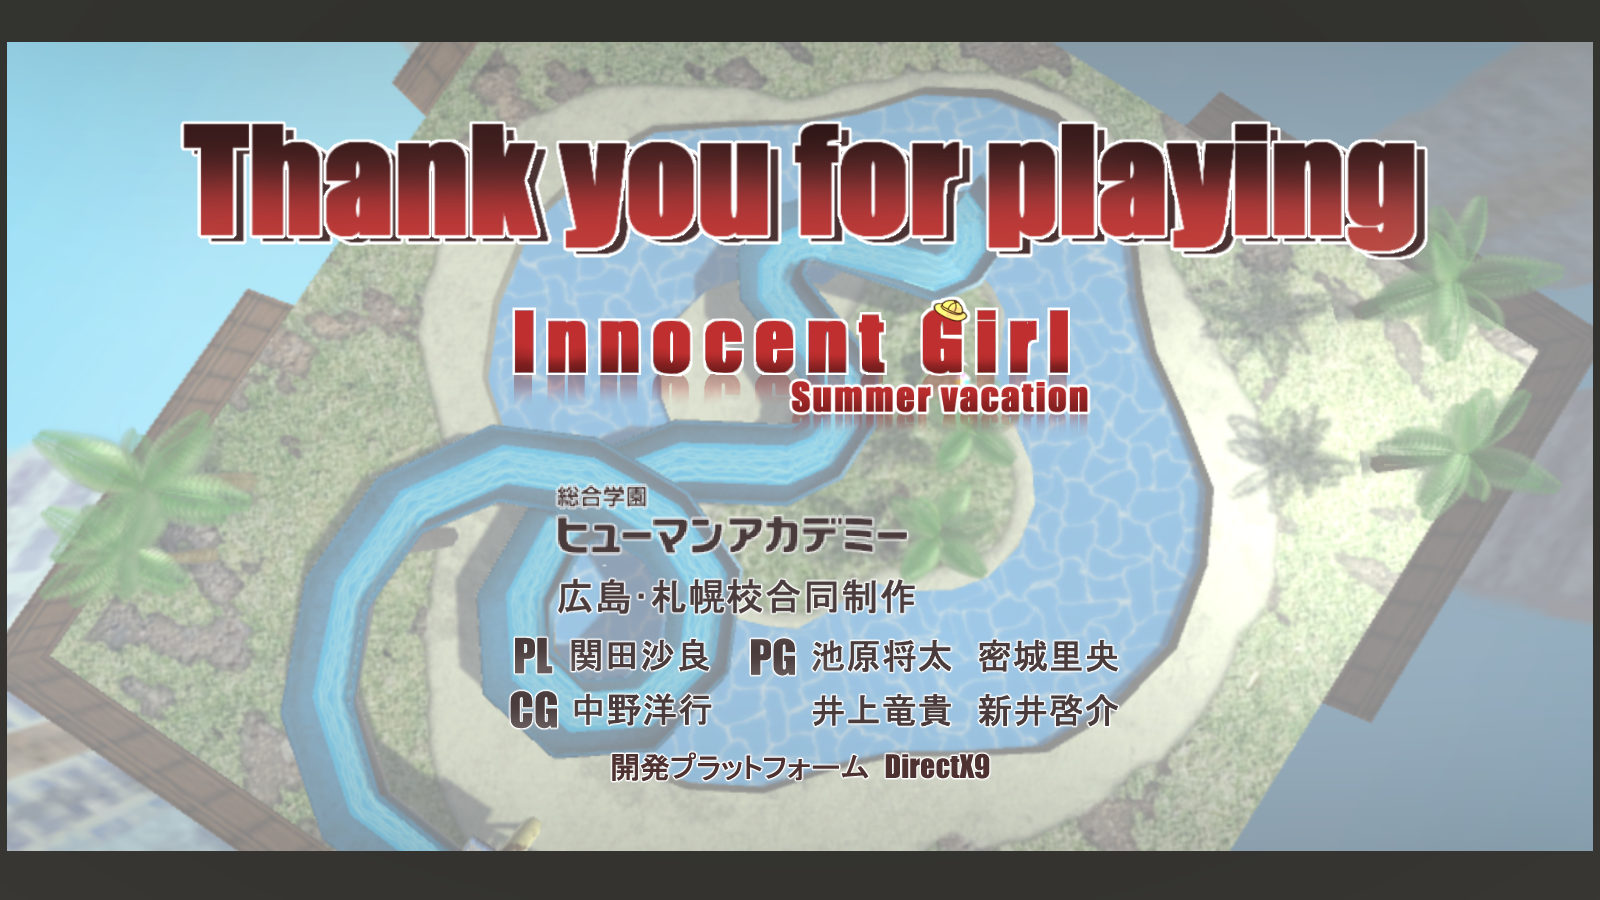 Thank you for playing
Innocent Girl
Summer vacation
総合学園
ヒューマンアカデミー
広島・札幌校合同制作
PL 関田沙良 PG 池原将太 密城里央
CG 中野洋行 井上竜貴 新井啓介
開発プラットフォーム DirectX9